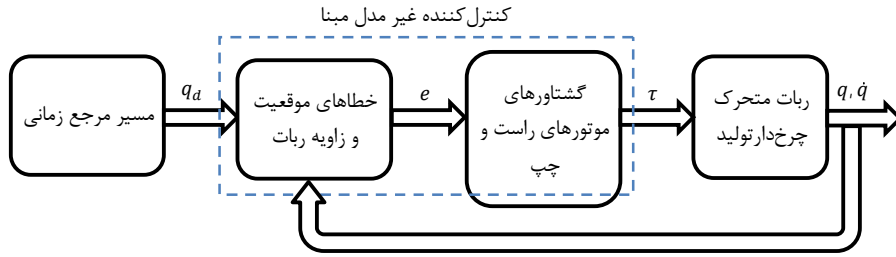 کنترل‌کننده غیر مدل مبنا
مسیر مرجع زمانی
q_d
خطاهای موقعیت
و زاویه ربات
e
گشتاورهای
موتورهای راست و
چپ
τ
ربات متحرک
چرخ‌دارتولید
q، q̇